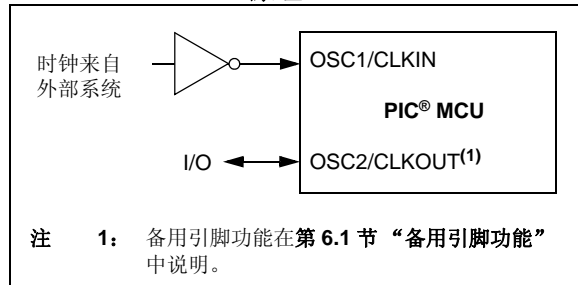 时钟来自
外部系统
OSC1/CLKIN
PIC® MCU
I/O
OSC2/CLKOUT(1)
注 1: 备用引脚功能在第 6.1 节“备用引脚功能”
中说明。